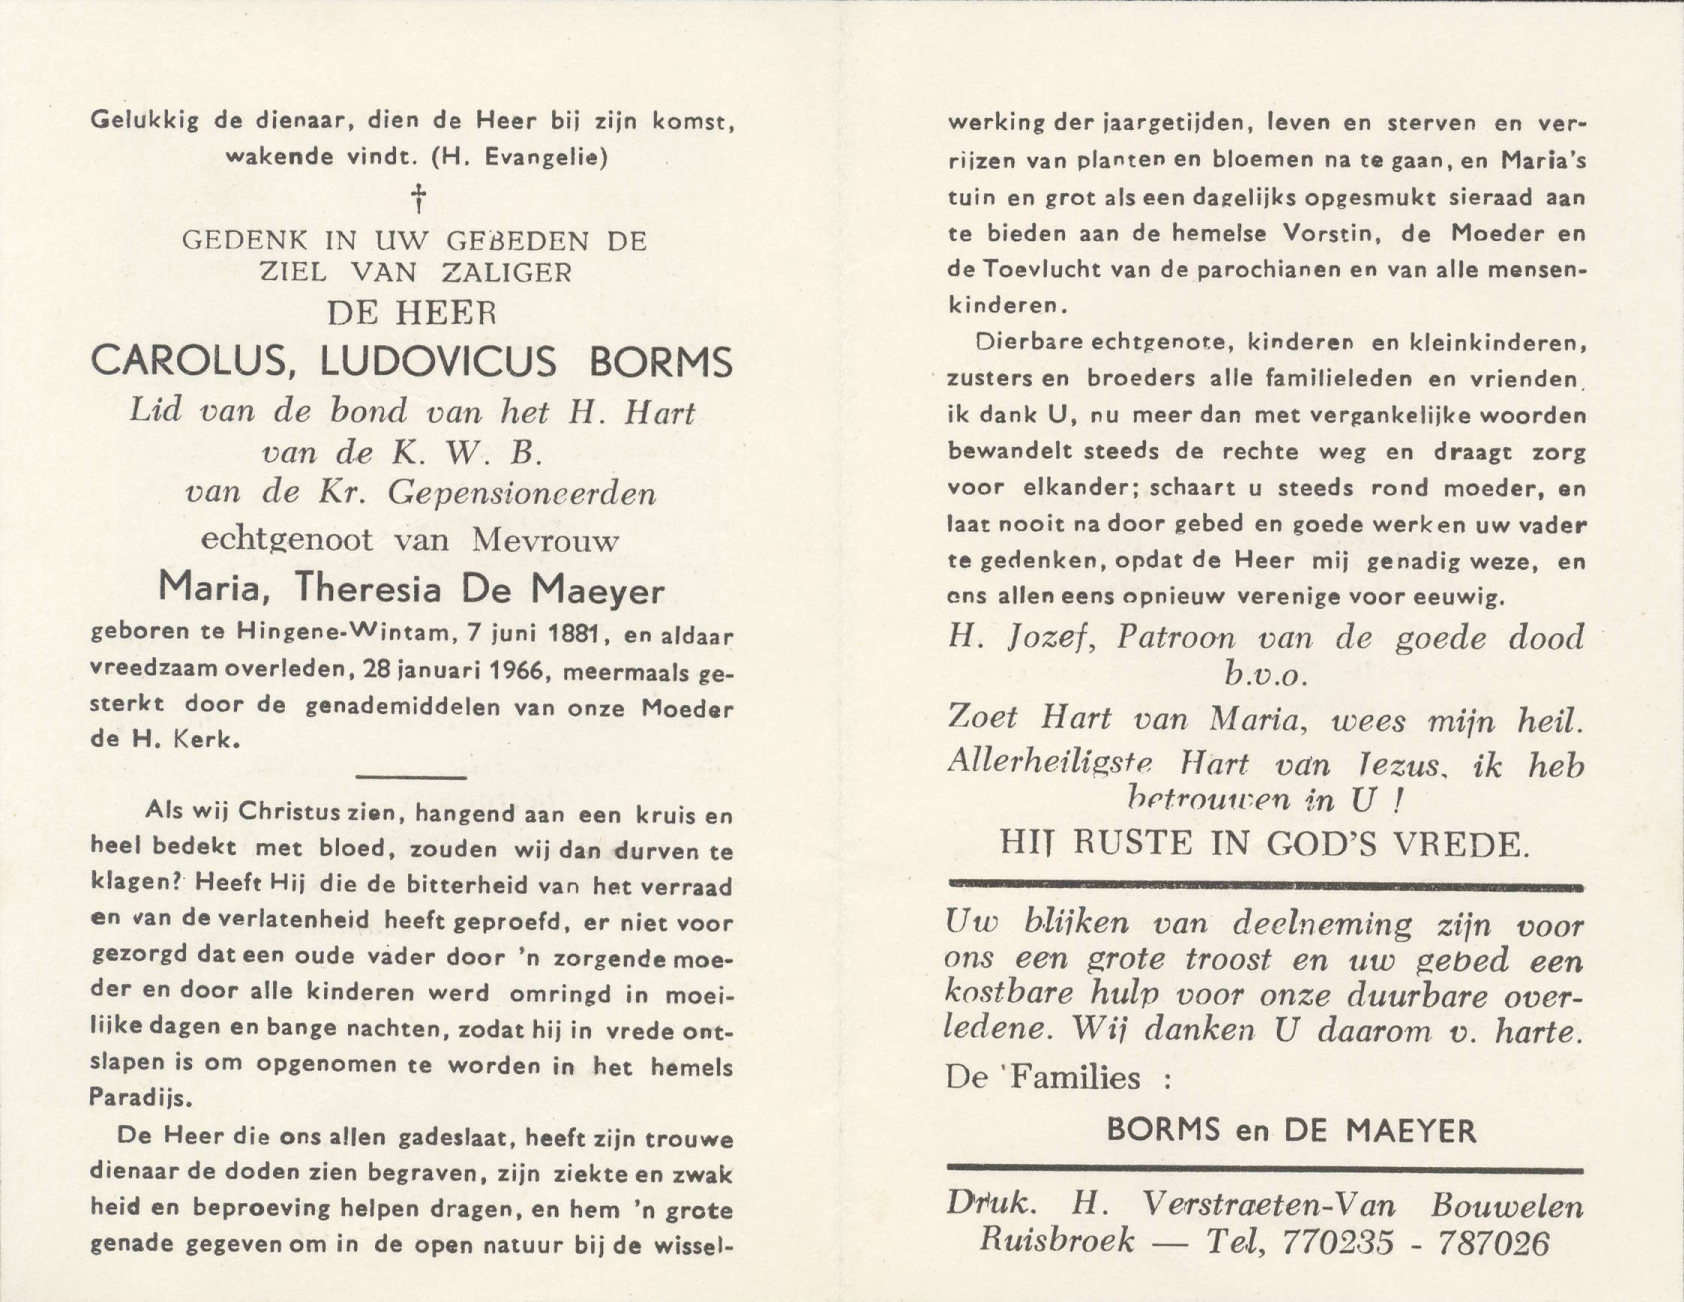 Gelukkig de dienaar, dien de Heer bij zijn komst,
wakende vindt. (H. Evangelie)
†
GEDENK IN UW GEBEDEN DE
ZIEL VAN ZALIGER
DE HEER
CAROLUS, LUDOVICUS BORMS
Lid van de bond van het H. Hart
van de K. W. B.
van de Kr. Gepensioneerden
echtgenoot van Mevrouw
Maria, Theresia De Maeyer
geboren te Hingene-Wintam, 7 juni 1881, en aldaar
vreedzaam overleden, 28 januari 1966, meermaals ge-
sterkt door de genademiddelen van onze Moeder
de H. Kerk.
Als wij Christus zien, hangend aan een kruis en
heel bedekt met bloed, zouden wij dan durven te
klagen? Heeft Hij die de bitterheid van het verraad
en van de verlatenheid heeft geproefd, er niet voor
gezorgd dat een oude vader door 'n zorgende moe-
der en door alle kinderen werd omringd in moei-
lijke dagen en bange nachten, zodat hij in vrede ont-
slapen is om opgenomen te worden in het hemels
Paradijs.
De Heer die ons allen gadeslaat, heeft zijn trouwe
dienaar de doden zien begraven, zijn ziekte en zwak
heid en beproeving helpen dragen, en hem 'n grote
genade gegeven om in de open natuur bij de wissel-
werking der jaargetijden, leven en sterven en ver-
rijzen van planten en bloemen na te gaan, en Maria's
tuin en grot als een dagelijks opgesmukt sieraad aan
te bieden aan de hemelse Vorstin, de Moeder en
de Toevlucht van de parochianen en van alle mensen-
kinderen.
Dierbare echtgenote, kinderen en kleinkinderen,
zusters en broeders alle familieleden en vrienden.
ik dank U, nu meer dan met vergankelijke woorden
bewandelt steeds de rechte weg en draagt zorg
voor elkander; schaart u steeds rond moeder, en
laat nooit na door gebed en goede werken uw vader
te gedenken, opdat de Heer mij genadig weze, en
ons allen eens opnieuw verenige voor eeuwig.
H. Jozef, Patroon van de goede dood
b.v.o.
Zoet Hart van Maria, wees mijn heil.
Allerheiligste Hart van Jezus, ik heb
betrouwen in U !
HIJ RUSTE IN GOD'S VREDE.
Uw blijken van deelneming zijn voor
ons een grote troost en uw gebed een
kostbare hulp voor onze duurbare over-
ledene. Wij danken U daarom v. harte.
De Families :
BORMS en DE MAEYER
Druk. H. Verstraeten-Van Bouwelen
Ruisbroek — Tel, 770235 - 787026